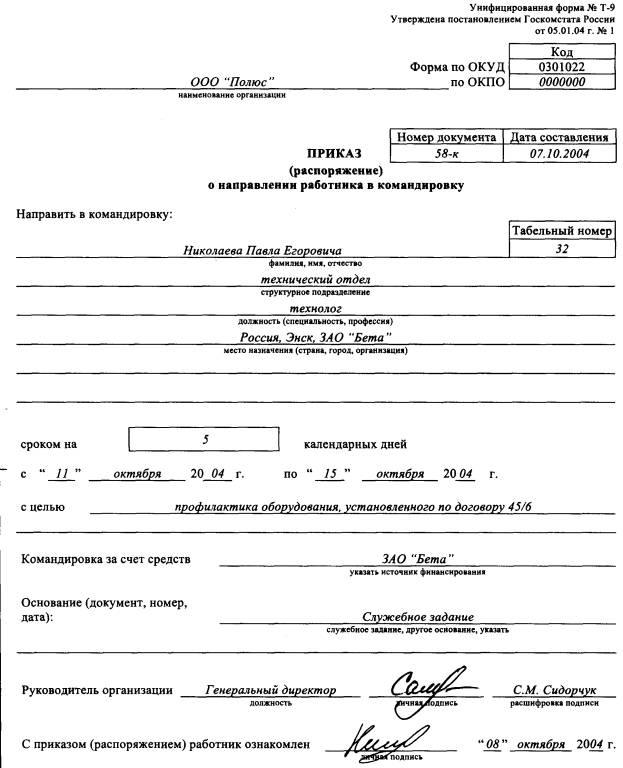 Унифицированная форма № Т-9
Утверждена постановлением Госкомстата России
от 05.01.04 г. № 1
Код
Форма по ОКУД 0301022
ООО "Полюс" по ОКПО 0000000
наименование организации
Номер документа Дата составления
ПРИКАЗ 58-к 07.10.2004
(распоряжение)
о направлении работника в командировку
Направить в командировку:
Табельный номер
Николаева Павла Егоровича 32
фамилия, имя, отчество
технический отдел
структурное подразделение
технолог
должность (специальность, профессия)
Россия, Энск, ЗАО "Бета"
место назначения (страна, город, организация)
сроком на 5 календарных дней
с " 11 " октября 20 04 г. по " 15 " октября 20 04 г.
с целью профилактика оборудования, установленного по договору 45/6
Командировка за счет средств ЗАО "Бета"
указать источник финансирования
Основание (документ, номер,
дата): Служебное задание
служебное задание, другое основание, указать
Руководитель организации Генеральный директор С.М. Сидорчук
должность личная подпись расшифровка подписи
С приказом (распоряжением) работник ознакомлен "08" октября 2004 г.
личная подпись